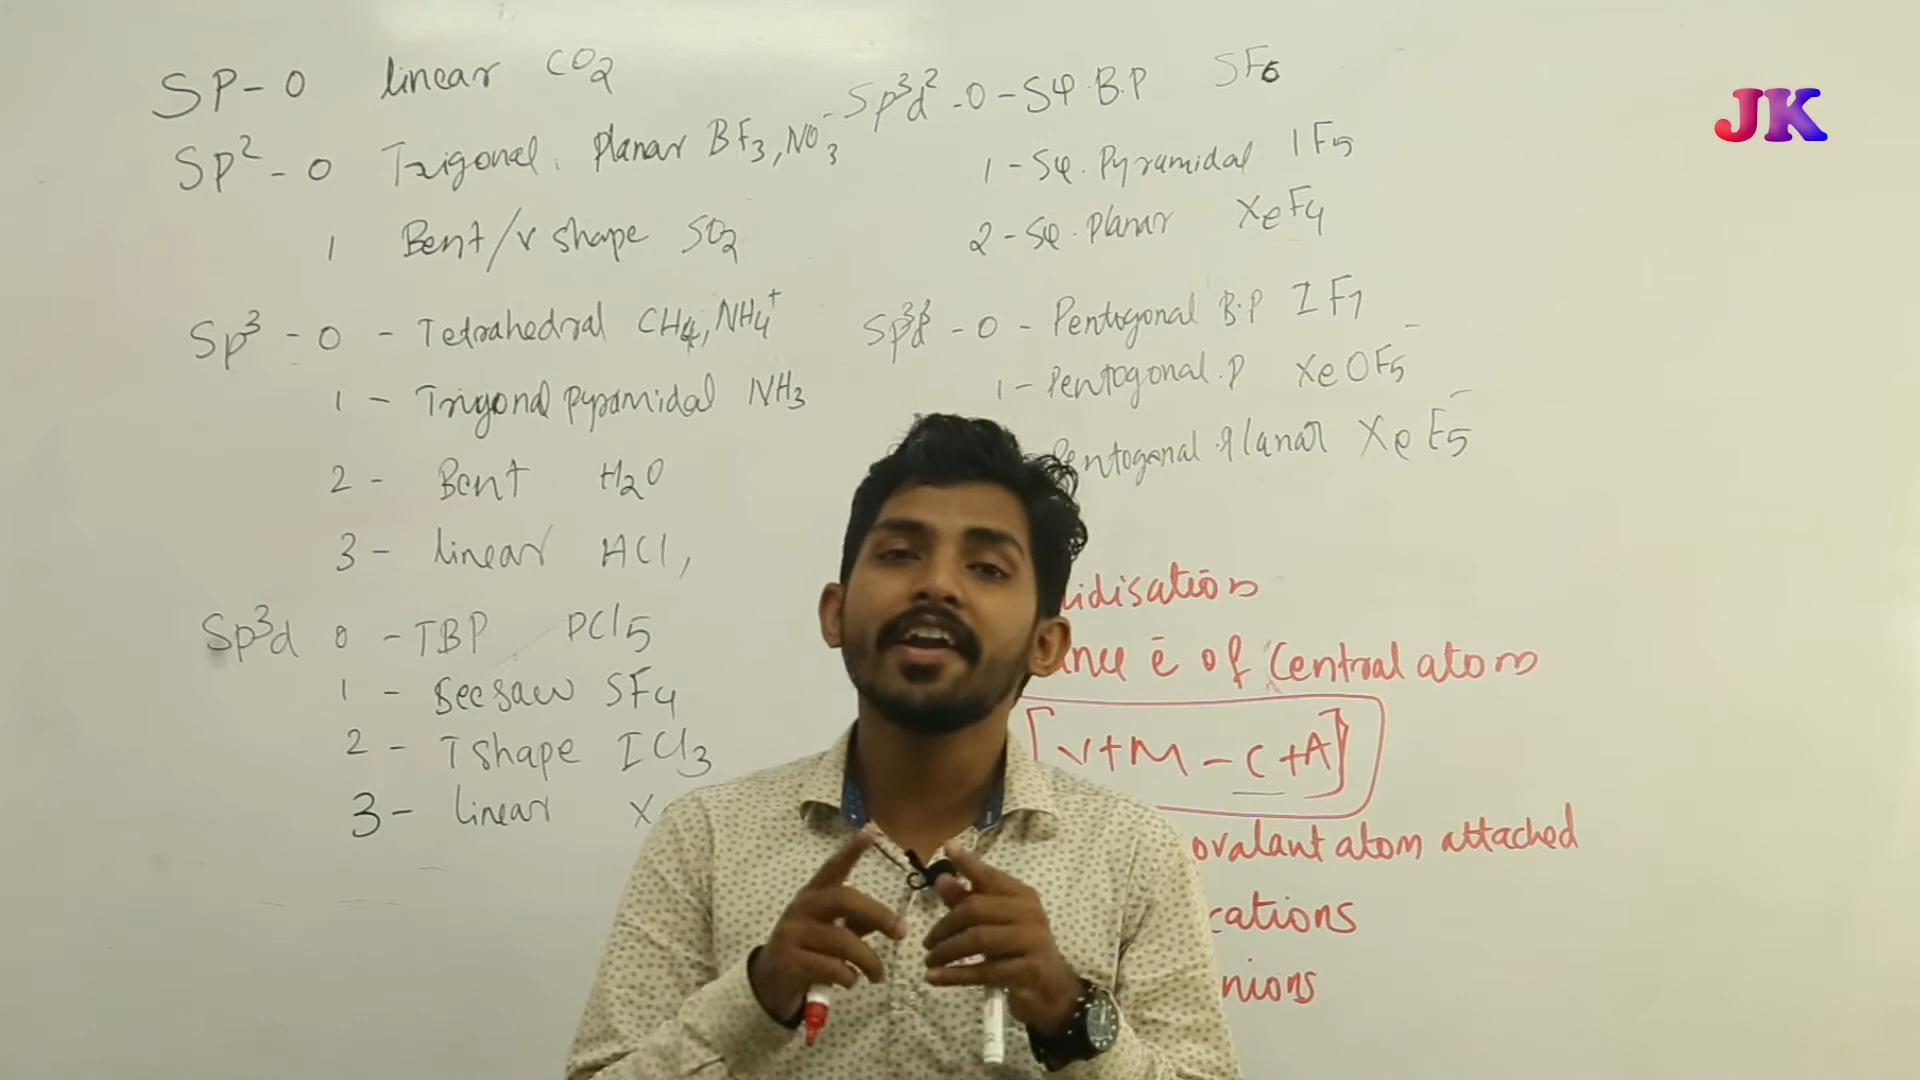 SP - 0 linear CO2
SP2 - 0 Trigonal. planar BF3, NO3-
1 Bent/v shape SO2
Sp3 - 0 - Tetrahedral CH4, NH4+
1 - Trigonal pyramidal NH3
2 - Bent H2O
3 - linear HCl,
Sp3d 0 - TBP PCl5
1 - Seesaw SF4
2 - T shape ICl3
3 - linear X
Sp3d2 - 0 - Sq. B.P SF6
1 - Sq. Pyramidal IF5
2 - Sq. planar XeF4
Sp3d3 - 0 - Pentogonal B.P IF7
1 - Pentogonal. P XeOF5-
Pentogonal planar XeF5-
idisation
ance e̅ of Central atom
[V+M - C + A]
ovalant atom attached
cations
nions
JK